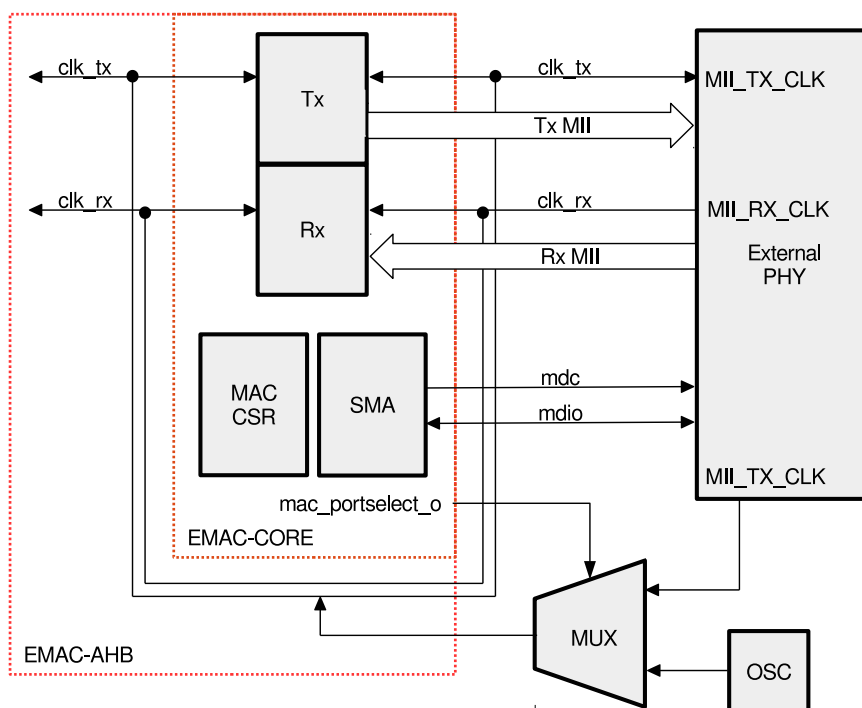 clk_tx
clk_tx
MII_TX_CLK
Tx
Tx MII
clk_rx
clk_rx
MII_RX_CLK
Rx
Rx MII
External
PHY
MAC
CSR
SMA
mdc
mdio
MII_TX_CLK
mac_portselect_o
EMAC-CORE
MUX
EMAC-AHB
OSC